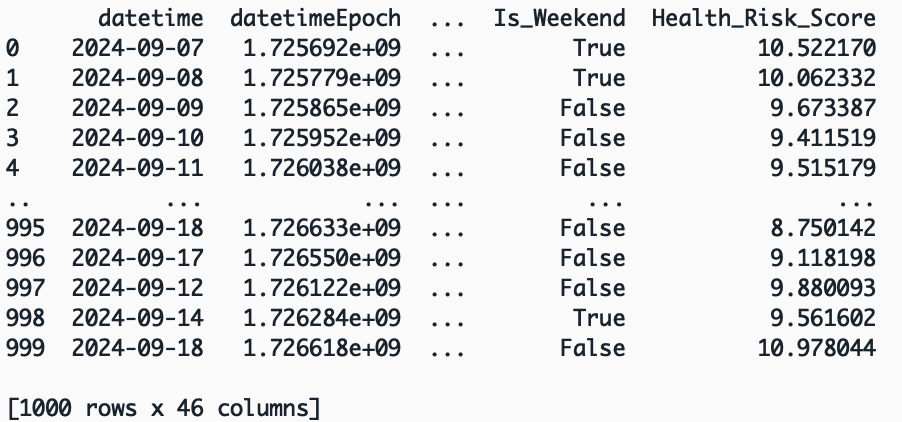 datetime datetimeEpoch ... Is_Weekend Health_Risk_Score
0 2024-09-07 1.725692e+09 ... True 10.522170
1 2024-09-08 1.725779e+09 ... True 10.062332
2 2024-09-09 1.725865e+09 ... False 9.673387
3 2024-09-10 1.725952e+09 ... False 9.411519
4 2024-09-11 1.726038e+09 ... False 9.515179
.. ... ... ... ... ...
995 2024-09-18 1.726633e+09 ... False 8.750142
996 2024-09-17 1.726550e+09 ... False 9.118198
997 2024-09-12 1.726122e+09 ... False 9.880093
998 2024-09-14 1.726284e+09 ... True 9.561602
999 2024-09-18 1.726618e+09 ... False 10.978044
[1000 rows x 46 columns]